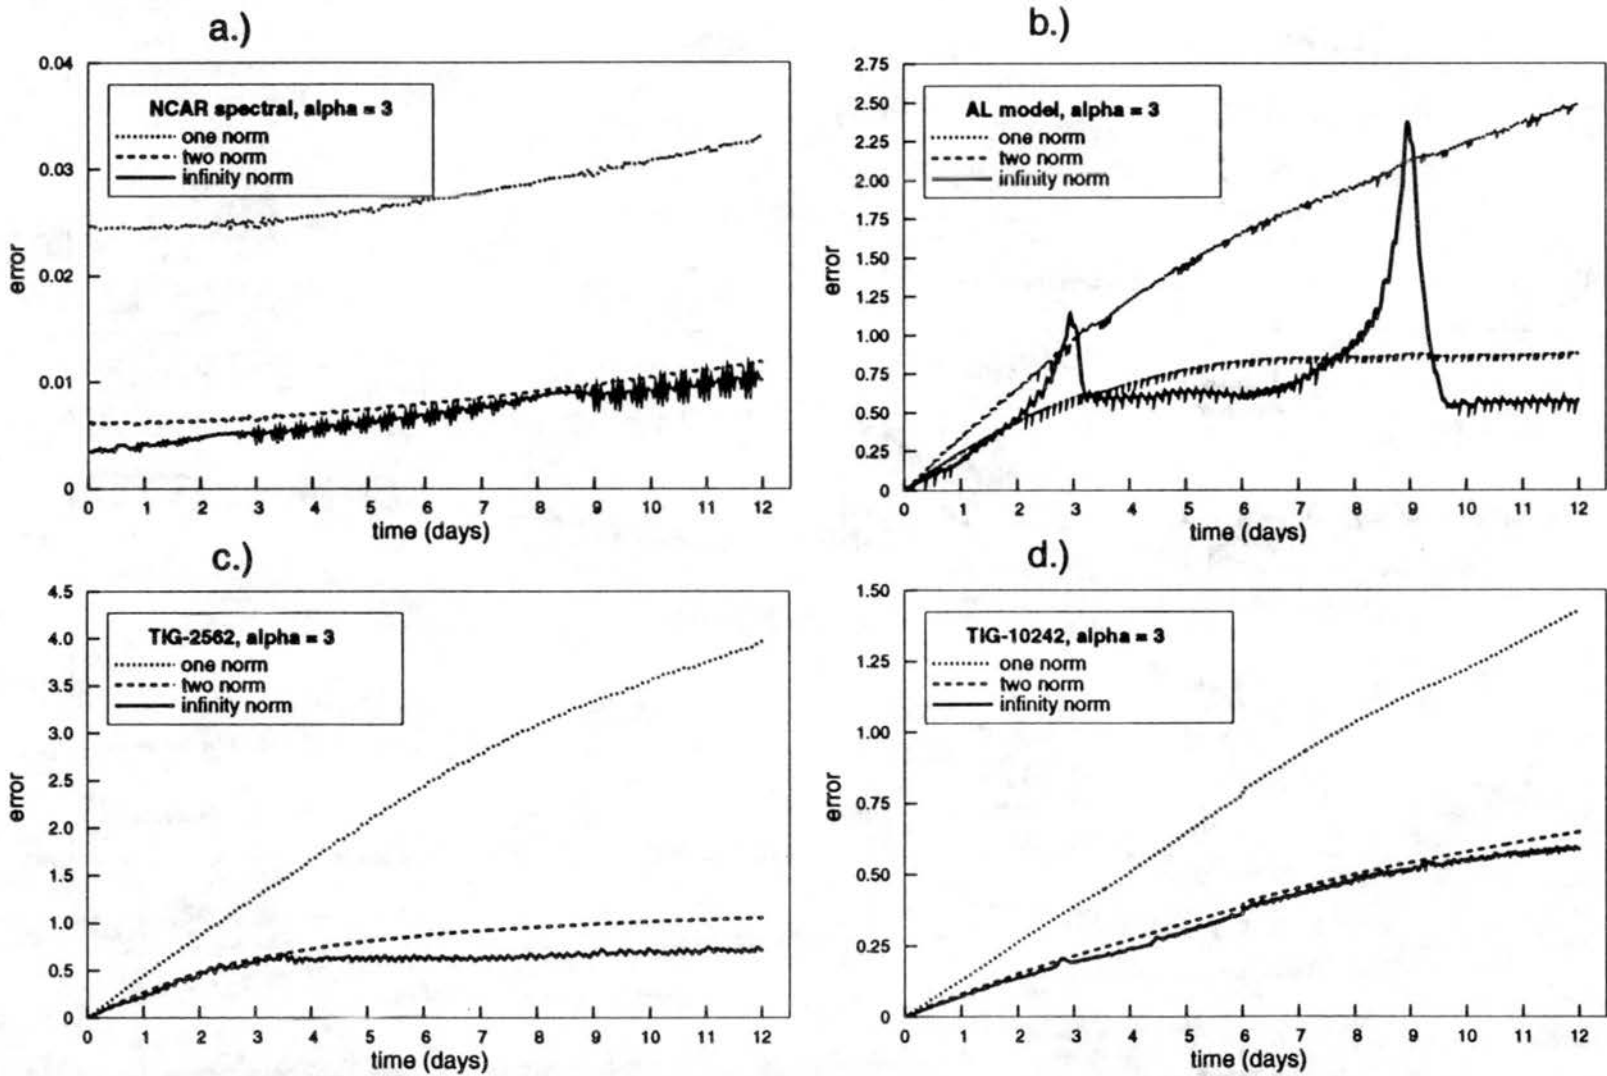 a.)
0.04
0.03
0.02
0.01
0
error
NCAR spectral, alpha = 3
one norm
two norm
infinity norm
0 1 2 3 4 5 6 7 8 9 10 11 12
time (days)
b.)
2.75
2.50
2.25
2.00
1.75
1.50
1.25
1.00
0.75
0.50
0.25
0
error
AL model, alpha = 3
one norm
two norm
infinity norm
0 1 2 3 4 5 6 7 8 9 10 11 12
time (days)
c.)
4.5
4.0
3.5
3.0
2.5
2.0
1.5
1.0
0.5
0
error
TIG-2562, alpha = 3
one norm
two norm
infinity norm
0 1 2 3 4 5 6 7 8 9 10 11 12
time (days)
d.)
1.50
1.25
1.00
0.75
0.50
0.25
0
error
TIG-10242, alpha = 3
one norm
two norm
infinity norm
0 1 2 3 4 5 6 7 8 9 10 11 12
time (days)